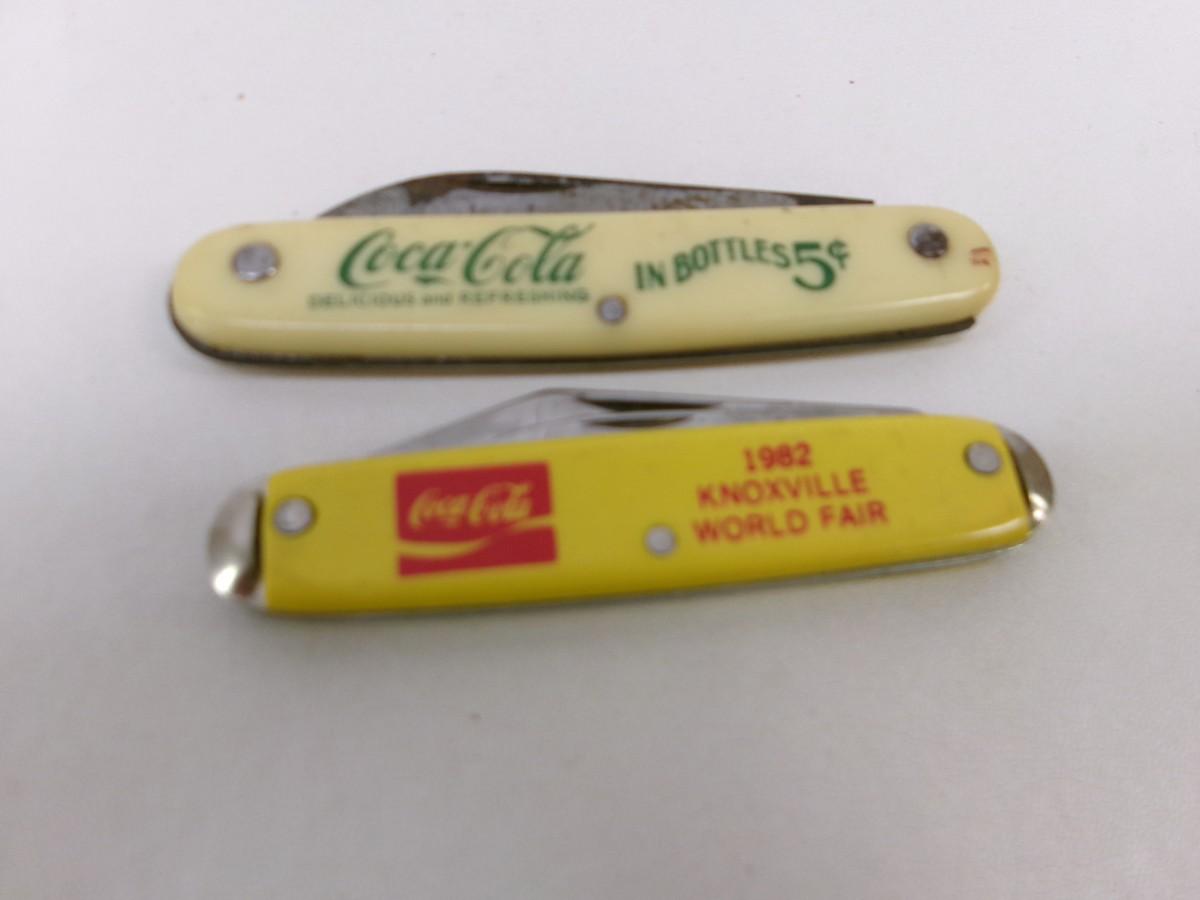 Coca-Cola
DELICIOUS and REFRESHING
IN BOTTLES 5¢
Coca-Cola
1982
KNOXVILLE
WORLD FAIR